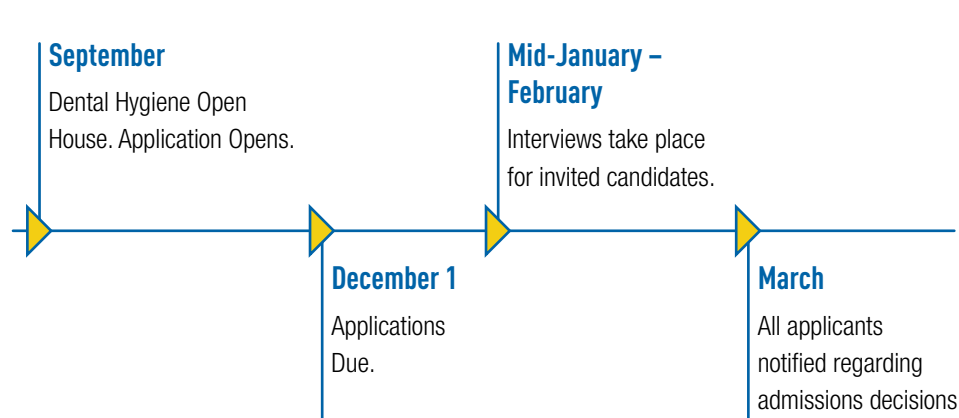 September
Dental Hygiene Open
House. Application Opens.
Mid-January –
February
Interviews take place
for invited candidates.
December 1
Applications
Due.
March
All applicants
notified regarding
admissions decisions